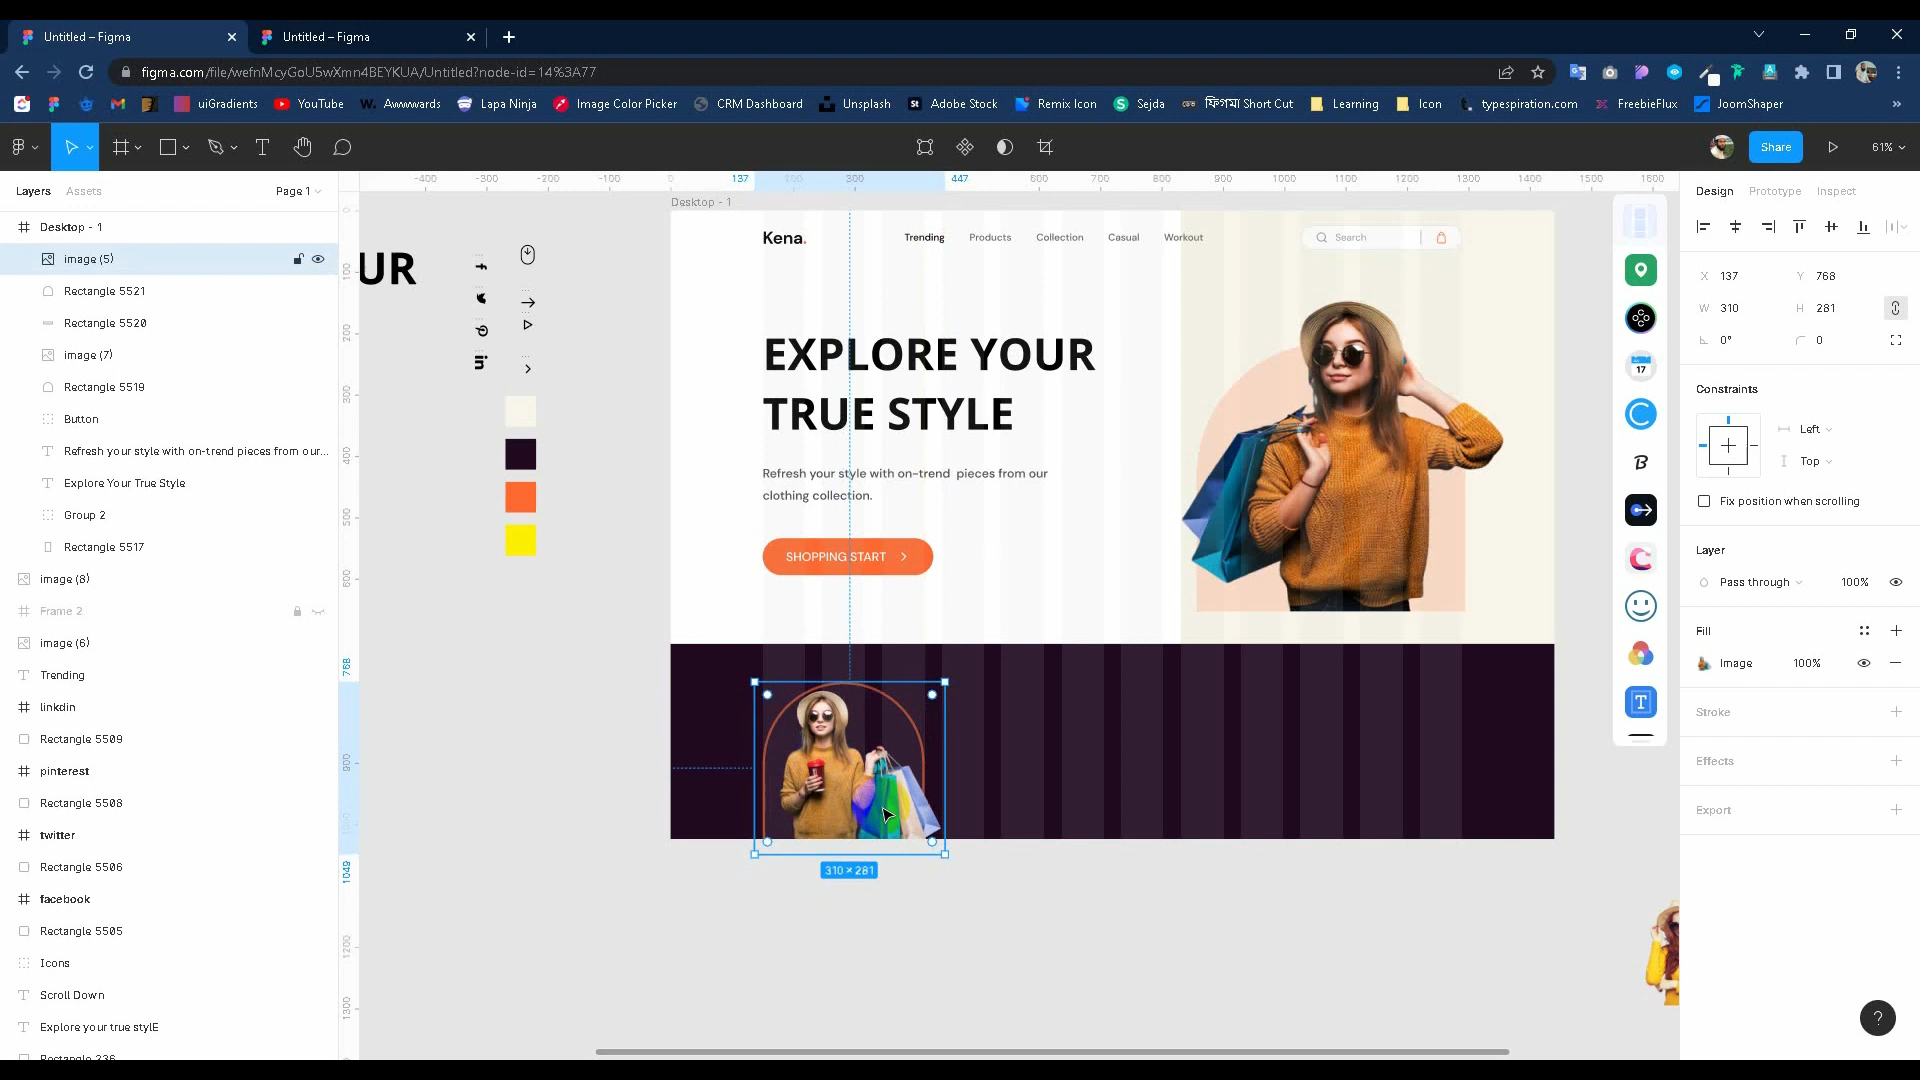 Untitled – Figma
Untitled – Figma
figma.com/file/wefnMcyGoU5wXmn4BEYKUA/Untitled?node-id=14%3A77
uiGradients
YouTube
Awwwards
Lapa Ninja
Image Color Picker
CRM Dashboard
Unsplash
Adobe Stock
Remix Icon
Sejda
ফিগমা Short Cut
Learning
Icon
typespiration.com
FreebieFlux
JoomShaper
Share
61%
Layers
Assets
Page 1
Desktop - 1
image (5)
Rectangle 5521
Rectangle 5520
image (7)
Rectangle 5519
Button
Refresh your style with on-trend pieces from our...
Explore Your True Style
Group 2
Rectangle 5517
image (8)
Frame 2
image (6)
Trending
linkdin
Rectangle 5509
pinterest
Rectangle 5508
twitter
Rectangle 5506
facebook
Rectangle 5505
Icons
Scroll Down
Explore your true stylE
Rectangle 236
-400 -300 -200 -100 0 137 200 300 447 600 700 800 900 1000 1100 1200 1300 1400 1500 1600
0
100
200
300
400
500
600
768
900
1049
1200
1300
UR
Desktop - 1
Kena.
Trending
Products
Collection
Casual
Workout
Search
EXPLORE YOUR
TRUE STYLE
Refresh your style with on-trend pieces from our
clothing collection.
SHOPPING START
310 × 281
17
B
T
Design
Prototype
Inspect
X 137 Y 768
W 310 H 281
0° 0
Constraints
Left
Top
Fix position when scrolling
Layer
Pass through 100%
Fill
Image 100%
Stroke
Effects
Export
?